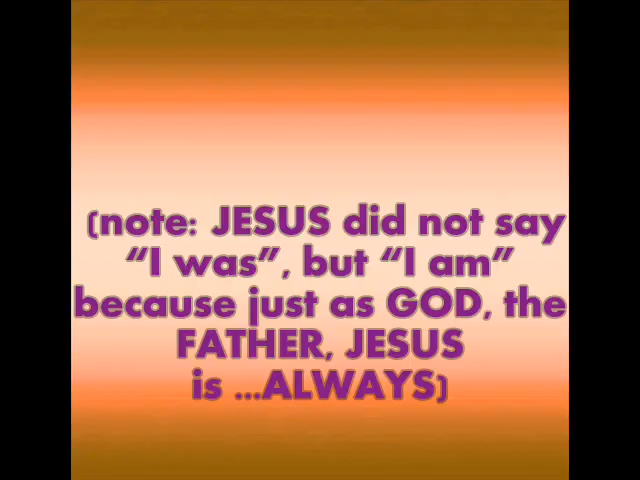 (note: JESUS did not say
“I was”, but “I am”
because just as GOD, the
FATHER, JESUS
is ...ALWAYS)